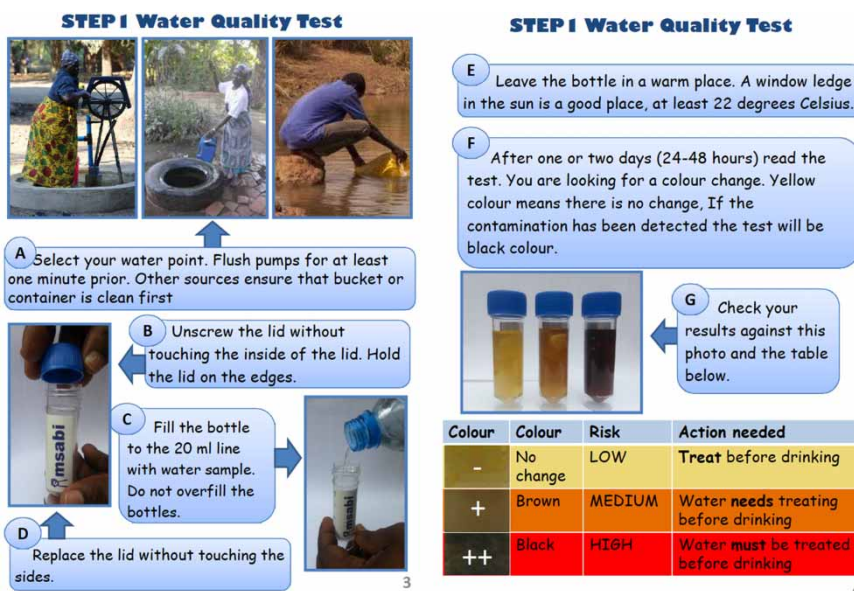 STEP 1 Water Quality Test
A
Select your water point. Flush pumps for at least
one minute prior. Other sources ensure that bucket or
container is clean first
B
Unscrew the lid without
touching the inside of the lid. Hold
the lid on the edges.
msabi
C
Fill the bottle
to the 20 ml line
with water sample.
Do not overfill the
bottles.
msabi
D
Replace the lid without touching the
sides.
3
STEP 1 Water Quality Test
E
Leave the bottle in a warm place. A window ledge
in the sun is a good place, at least 22 degrees Celsius.
F
After one or two days (24-48 hours) read the
test. You are looking for a colour change. Yellow
colour means there is no change, If the
contamination has been detected the test will be
black colour.
G
Check your
results against this
photo and the table
below.
Colour Colour Risk Action needed
- No change LOW Treat before drinking
+ Brown MEDIUM Water needs treating
before drinking
++ Black HIGH Water must be treated
before drinking